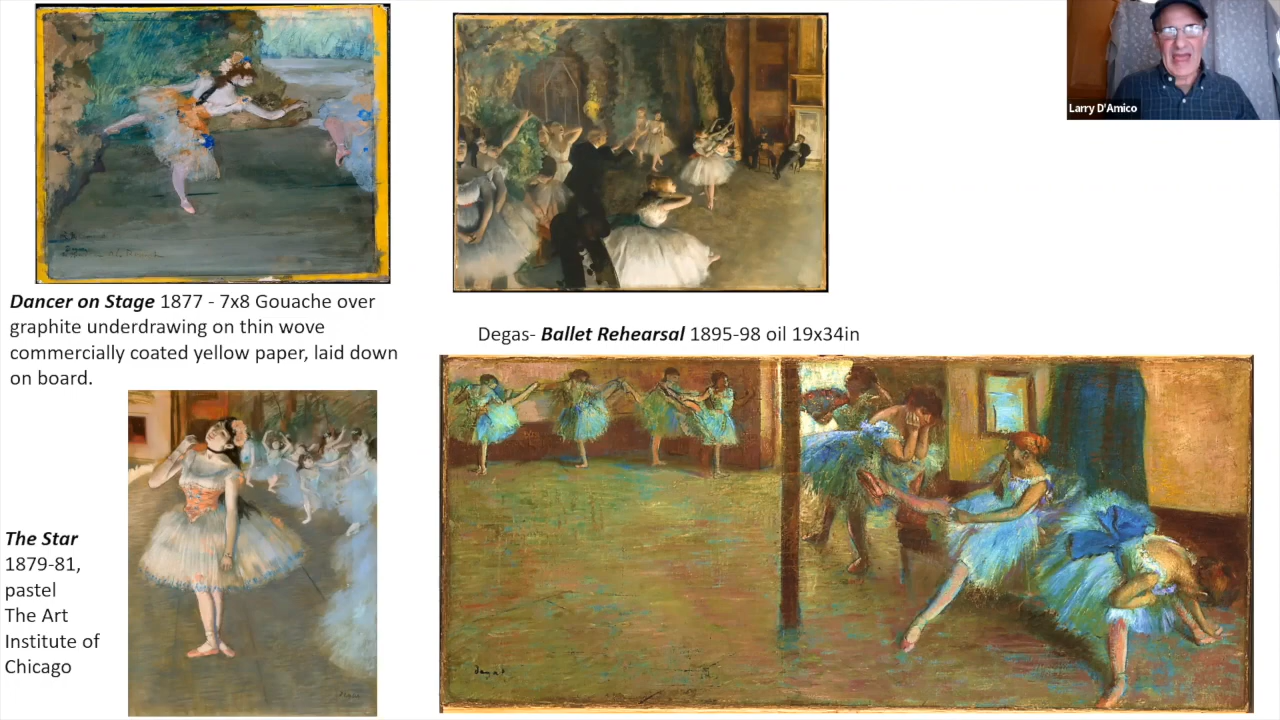 Larry D'Amico
Dancer on Stage 1877 - 7x8 Gouache over
graphite underdrawing on thin wove
commercially coated yellow paper, laid down
on board.
Degas- Ballet Rehearsal 1895-98 oil 19x34in
The Star
1879-81,
pastel
The Art
Institute of
Chicago
Degas